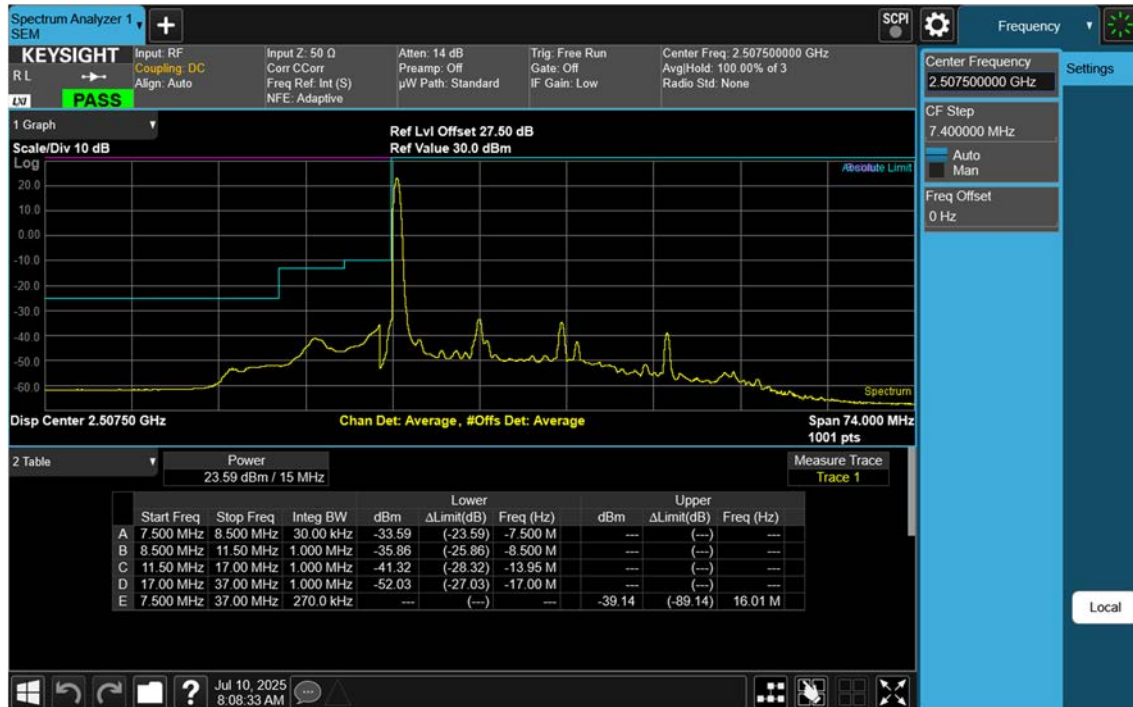 Spectrum Analyzer 1
SEM
SCPI
Frequency
KEYSIGHT
R L
LXI
PASS
Input: RF
Coupling: DC
Align: Auto
Input Z: 50 Ω
Corr CCorr
Freq Ref: Int (S)
NFE: Adaptive
Atten: 14 dB
Preamp: Off
µW Path: Standard
Trig: Free Run
Gate: Off
IF Gain: Low
Center Freq: 2.507500000 GHz
Avg|Hold: 100.00% of 3
Radio Std: None
Center Frequency
2.507500000 GHz
Settings
CF Step
7.400000 MHz
Auto
Man
Freq Offset
0 Hz
Local
1 Graph
Scale/Div 10 dB
Ref Lvl Offset 27.50 dB
Ref Value 30.0 dBm
Log
20.0
10.0
0.00
-10.0
-20.0
-30.0
-40.0
-50.0
-60.0
Absolute Limit
Spectrum
Disp Center 2.50750 GHz
Chan Det: Average, #Offs Det: Average
Span 74.000 MHz
1001 pts
2 Table
Power
23.59 dBm / 15 MHz
Measure Trace
Trace 1
Lower Upper
Start Freq Stop Freq Integ BW dBm ΔLimit(dB) Freq (Hz) dBm ΔLimit(dB) Freq (Hz)
A 7.500 MHz 8.500 MHz 30.00 kHz -33.59 (-23.59) -7.500 M --- (---) ---
B 8.500 MHz 11.50 MHz 1.000 MHz -35.86 (-25.86) -8.500 M --- (---) ---
C 11.50 MHz 17.00 MHz 1.000 MHz -41.32 (-28.32) -13.95 M --- (---) ---
D 17.00 MHz 37.00 MHz 1.000 MHz -52.03 (-27.03) -17.00 M --- (---) ---
E 7.500 MHz 37.00 MHz 270.0 kHz --- (---) --- -39.14 (-89.14) 16.01 M
?
Jul 10, 2025
8:08:33 AM